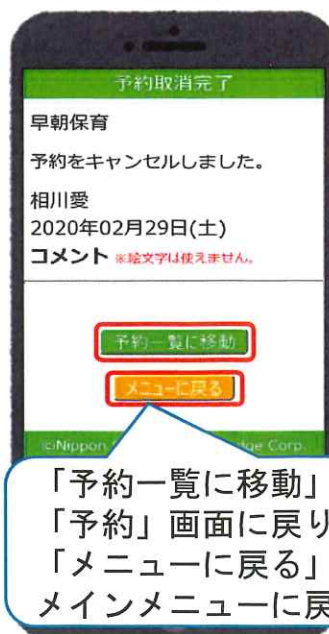 予約取消完了
早朝保育
予約をキャンセルしました。
相川愛
2020年02月29日(土)
コメント ※絵文字は使えません。
予約一覧に移動
メニューに戻る
(c)Nippon dge Corp.
「予約一覧に移動」
「予約」画面に戻り
「メニューに戻る」
メインメニューに戻